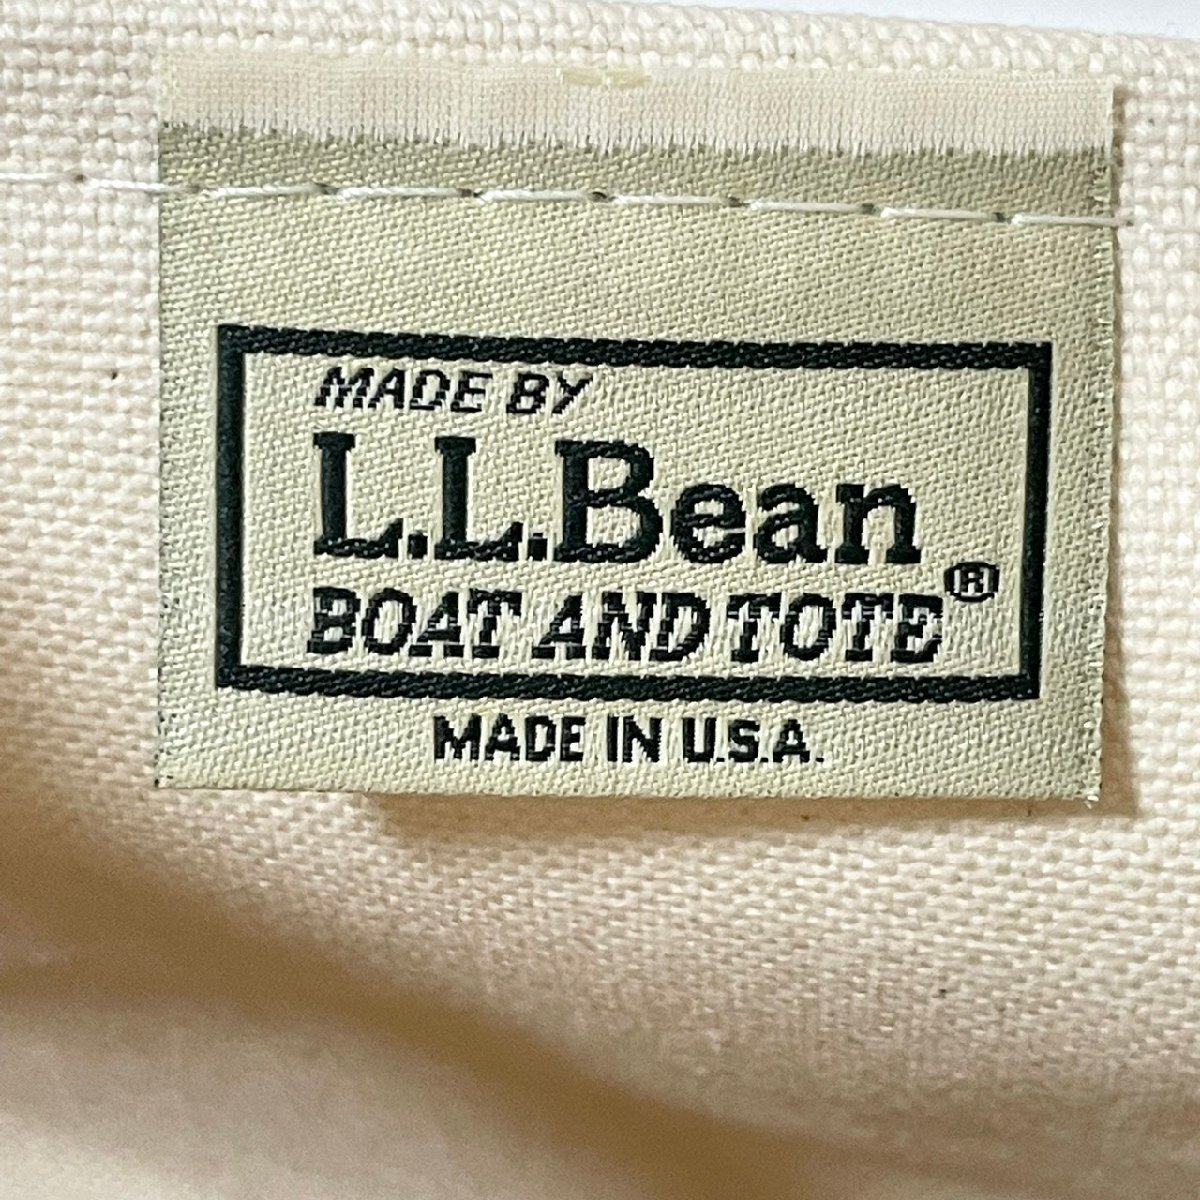 MADE BY
L.L.Bean
BOAT AND TOTE®
MADE IN U.S.A.